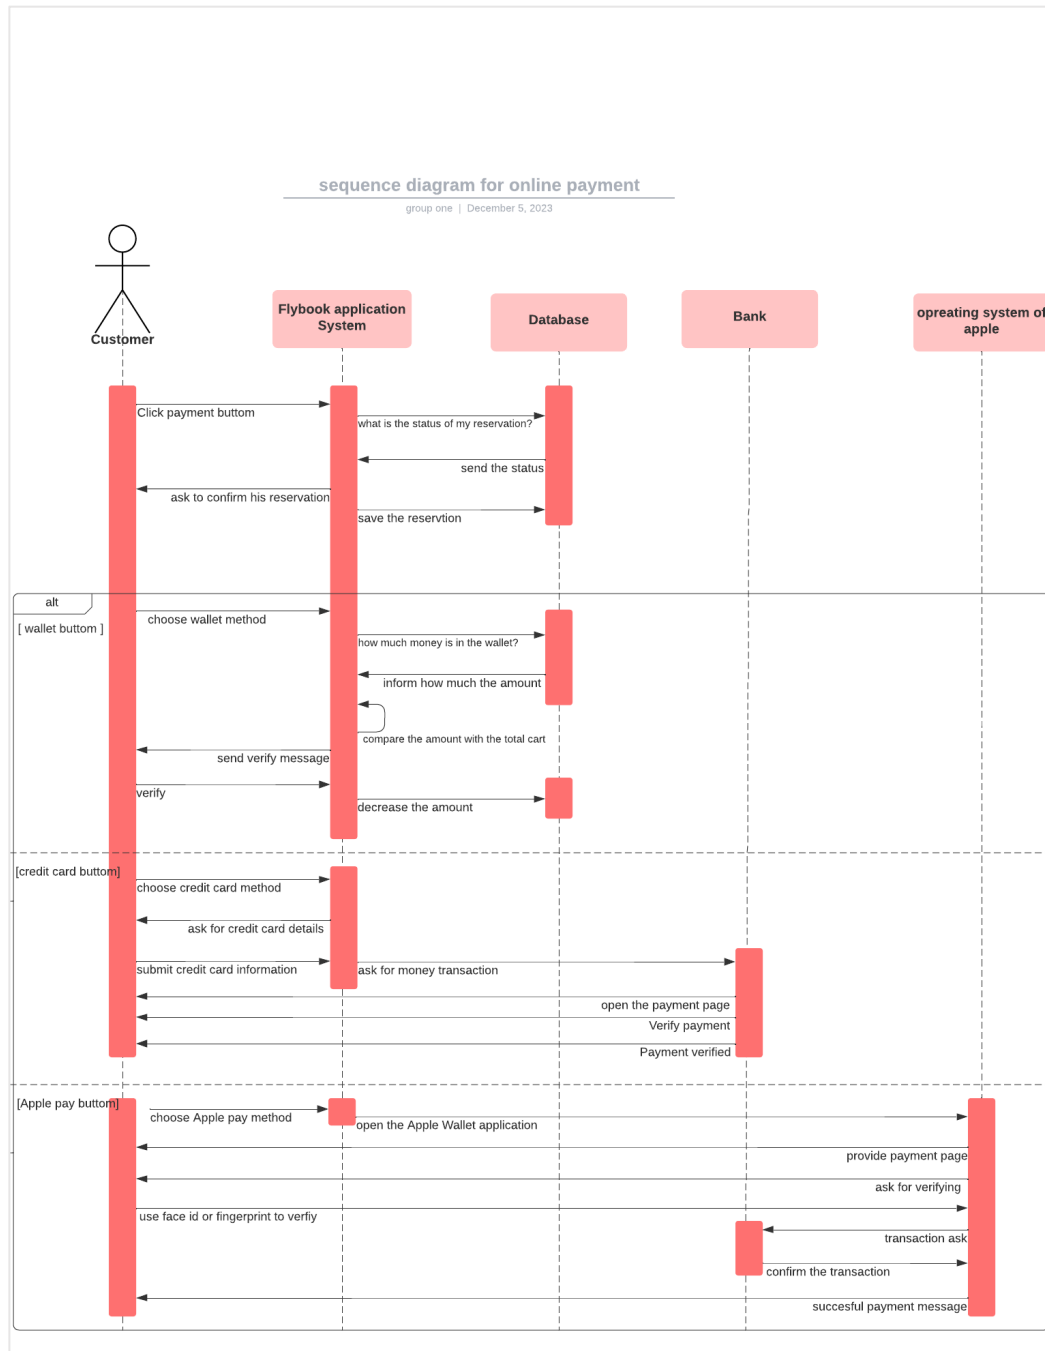 sequence diagram for online payment
group one | December 5, 2023
Customer
Flybook application
System
Database
Bank
opreating system of
apple
Click payment buttom
what is the status of my reservation?
send the status
ask to confirm his reservation
save the reservtion
alt
[ wallet buttom ]
choose wallet method
how much money is in the wallet?
inform how much the amount
compare the amount with the total cart
send verify message
verify
decrease the amount
[credit card buttom]
choose credit card method
ask for credit card details
submit credit card information
ask for money transaction
open the payment page
Verify payment
Payment verified
[Apple pay buttom]
choose Apple pay method
open the Apple Wallet application
provide payment page
ask for verifying
use face id or fingerprint to verfiy
transaction ask
confirm the transaction
succesful payment message